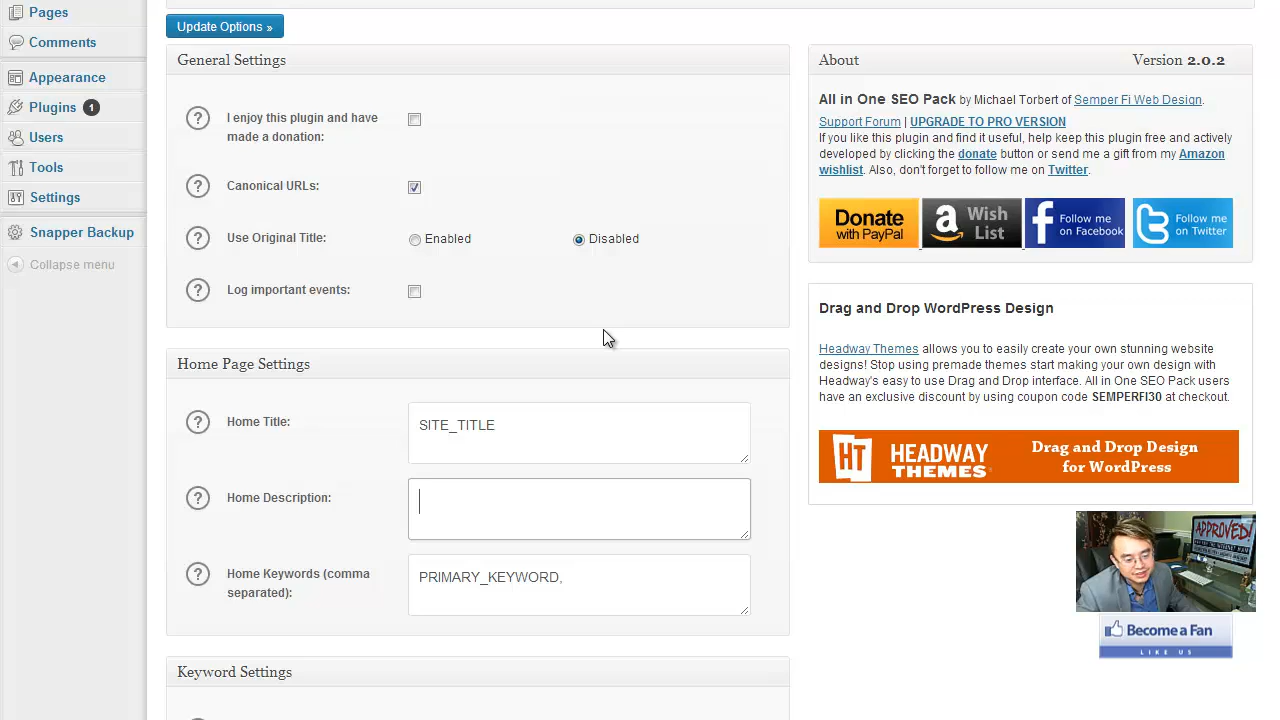 Pages
Comments
Appearance
Plugins 1
Users
Tools
Settings
Snapper Backup
Collapse menu
Update Options »
General Settings
I enjoy this plugin and have
made a donation:
Canonical URLs:
Use Original Title:
Enabled
Disabled
Log important events:
Home Page Settings
Home Title:
SITE_TITLE
Home Description:
Home Keywords (comma
separated):
PRIMARY_KEYWORD,
Keyword Settings
About
Version 2.0.2
All in One SEO Pack by Michael Torbert of Semper Fi Web Design.
Support Forum | UPGRADE TO PRO VERSION
If you like this plugin and find it useful, help keep this plugin free and actively
developed by clicking the donate button or send me a gift from my Amazon
wishlist. Also, don't forget to follow me on Twitter.
Donate
with PayPal
a Wish
List
f Follow me
on Facebook
Follow me
on Twitter
Drag and Drop WordPress Design
Headway Themes allows you to easily create your own stunning website
designs! Stop using premade themes start making your own design with
Headway's easy to use Drag and Drop interface. All in One SEO Pack users
have an exclusive discount by using coupon code SEMPERFI30 at checkout.
HT HEADWAY
THEMES
Drag and Drop Design
for WordPress
APPROVED!
Become a Fan
LIKE US